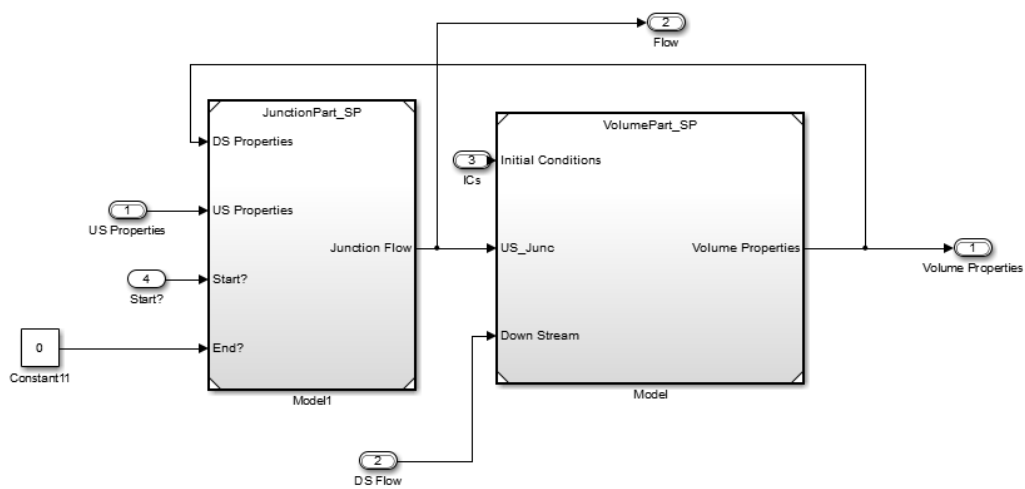 2
Flow
JunctionPart_SP
DS Properties
1
US Properties
US Properties
Junction Flow
4
Start?
Start?
0
Constant11
End?
Model1
VolumePart_SP
3
ICs
Initial Conditions
US_Junc
Volume Properties
Down Stream
Model
1
Volume Properties
2
DS Flow